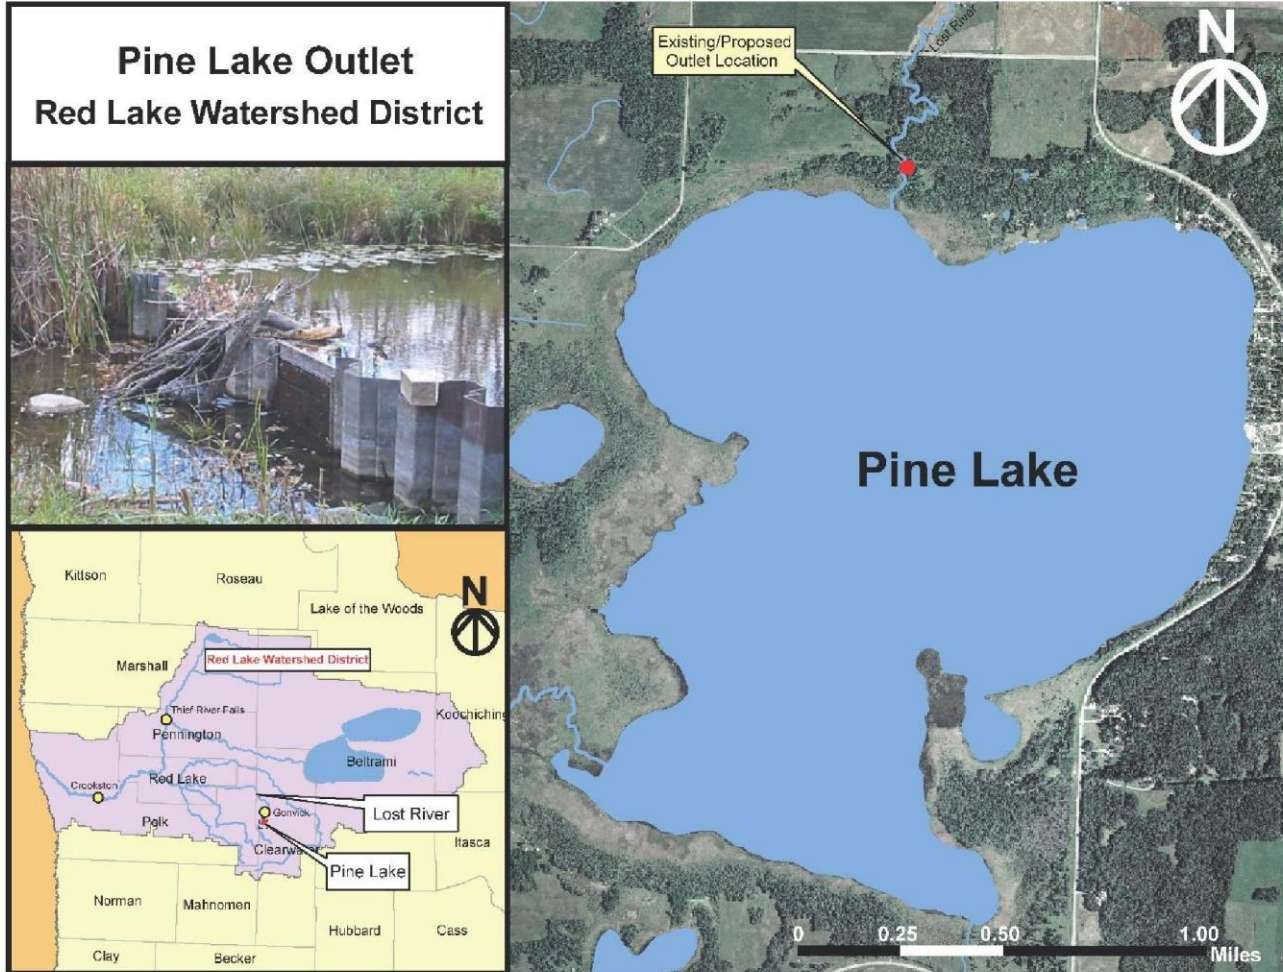 Pine Lake Outlet
Red Lake Watershed District
Existing/Proposed
Outlet Location
Lost River
N
Pine Lake
0 0.25 0.50 1.00
Miles
N
Kittson
Roseau
Lake of the Woods
Marshall
Red Lake Watershed District
Koochiching
Thief River Falls
Pennington
Beltrami
Red Lake
Crookston
Lost River
Gonvick
Polk
Clearwater
Itasca
Pine Lake
Norman
Mahnomen
Hubbard
Cass
Clay
Becker